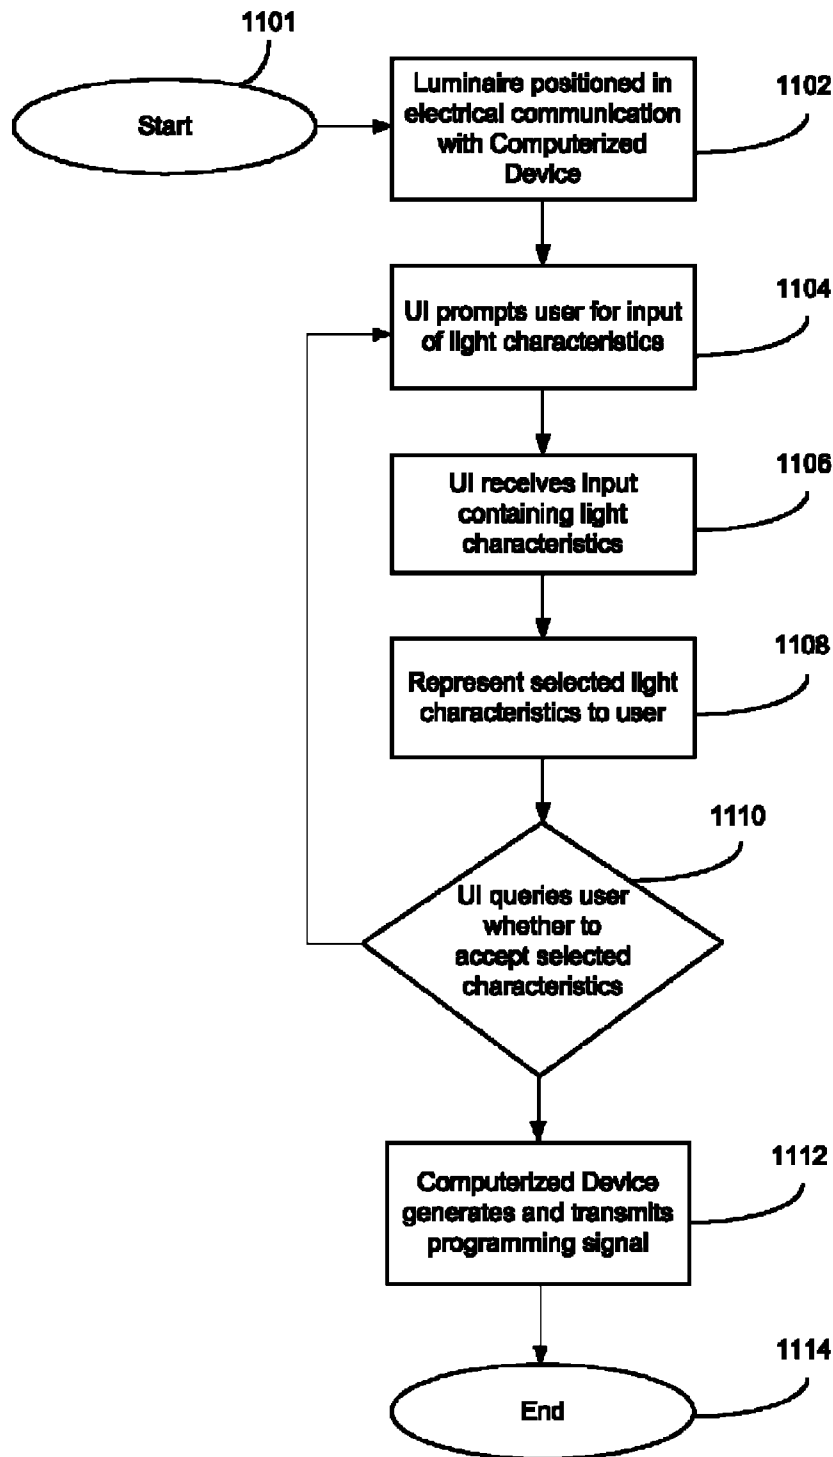 1101
Start
Luminaire positioned in
electrical communication
with Computerized
Device
1102
UI prompts user for input
of light characteristics
1104
UI receives input
containing light
characteristics
1106
Represent selected light
characteristics to user
1108
1110
UI queries user
whether to
accept selected
characteristics
Computerized Device
generates and transmits
programming signal
1112
End
1114